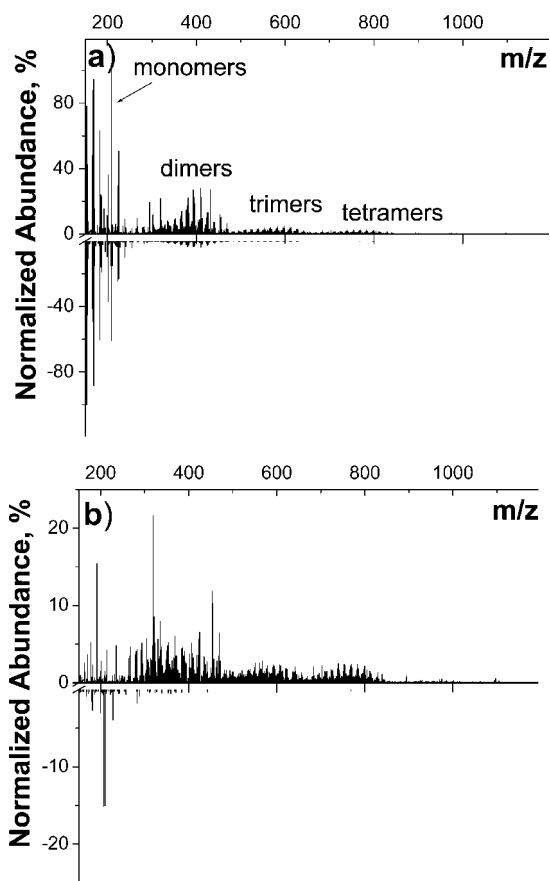 200 400 600 800 1000
a) m/z
monomers
80
dimers
40
trimers
tetramers
0
-40
-80
Normalized Abundance, %
200 400 600 800 1000
b) m/z
20
10
0
-10
-20
Normalized Abundance, %